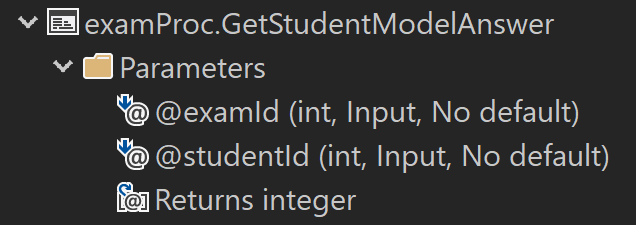 examProc.GetStudentModelAnswer
Parameters
@examId (int, Input, No default)
@studentId (int, Input, No default)
Returns integer